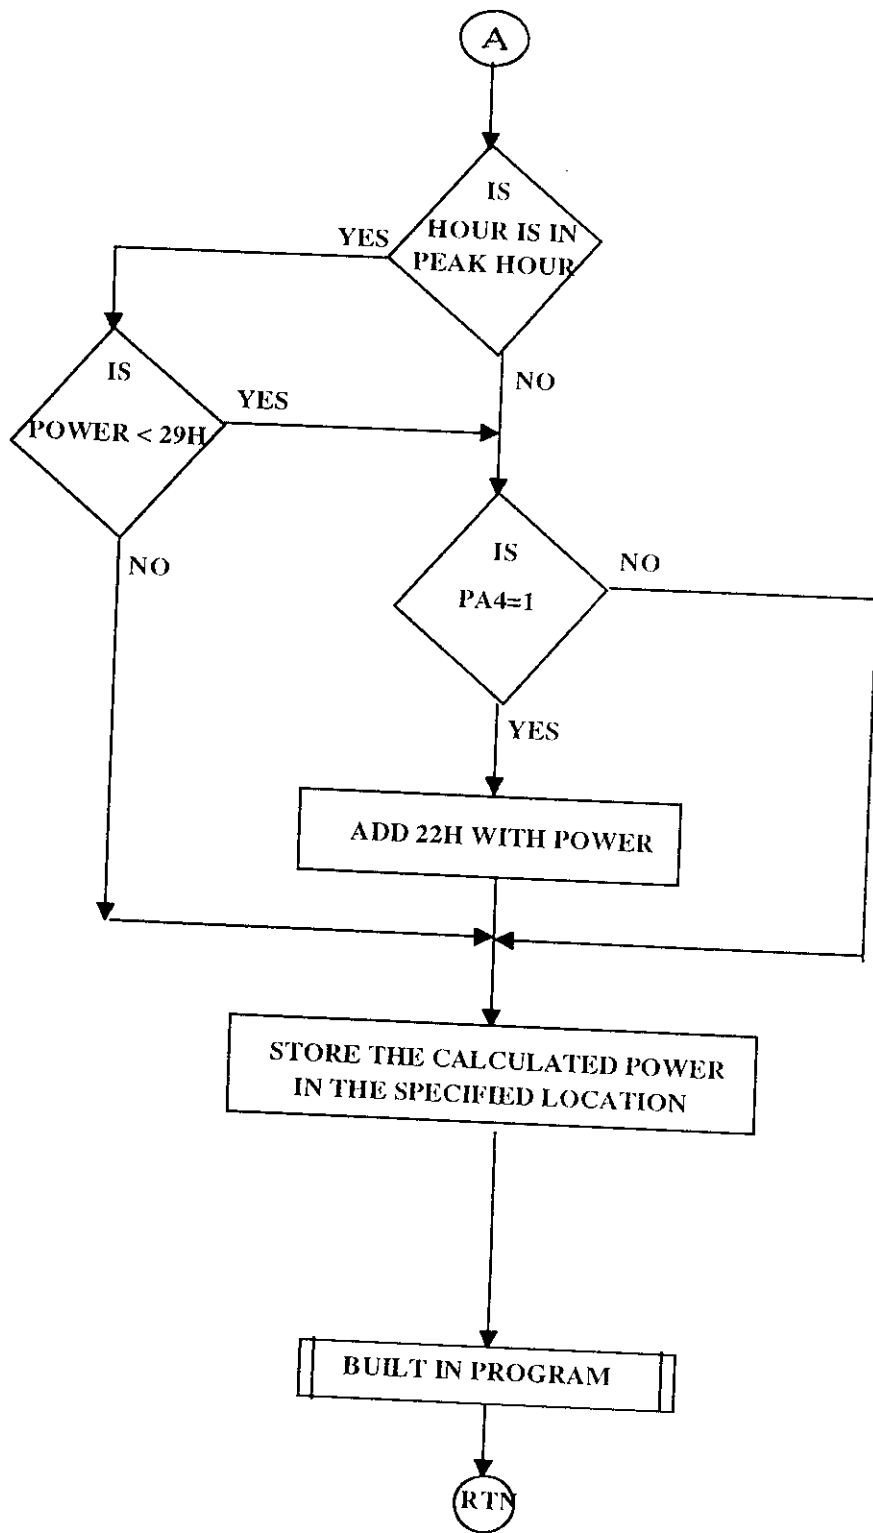 A
IS
HOUR IS IN
PEAK HOUR
YES
NO
IS
POWER < 29H
YES
NO
IS
PA4=1
NO
YES
ADD 22H WITH POWER
STORE THE CALCULATED POWER
IN THE SPECIFIED LOCATION
BUILT IN PROGRAM
RTN